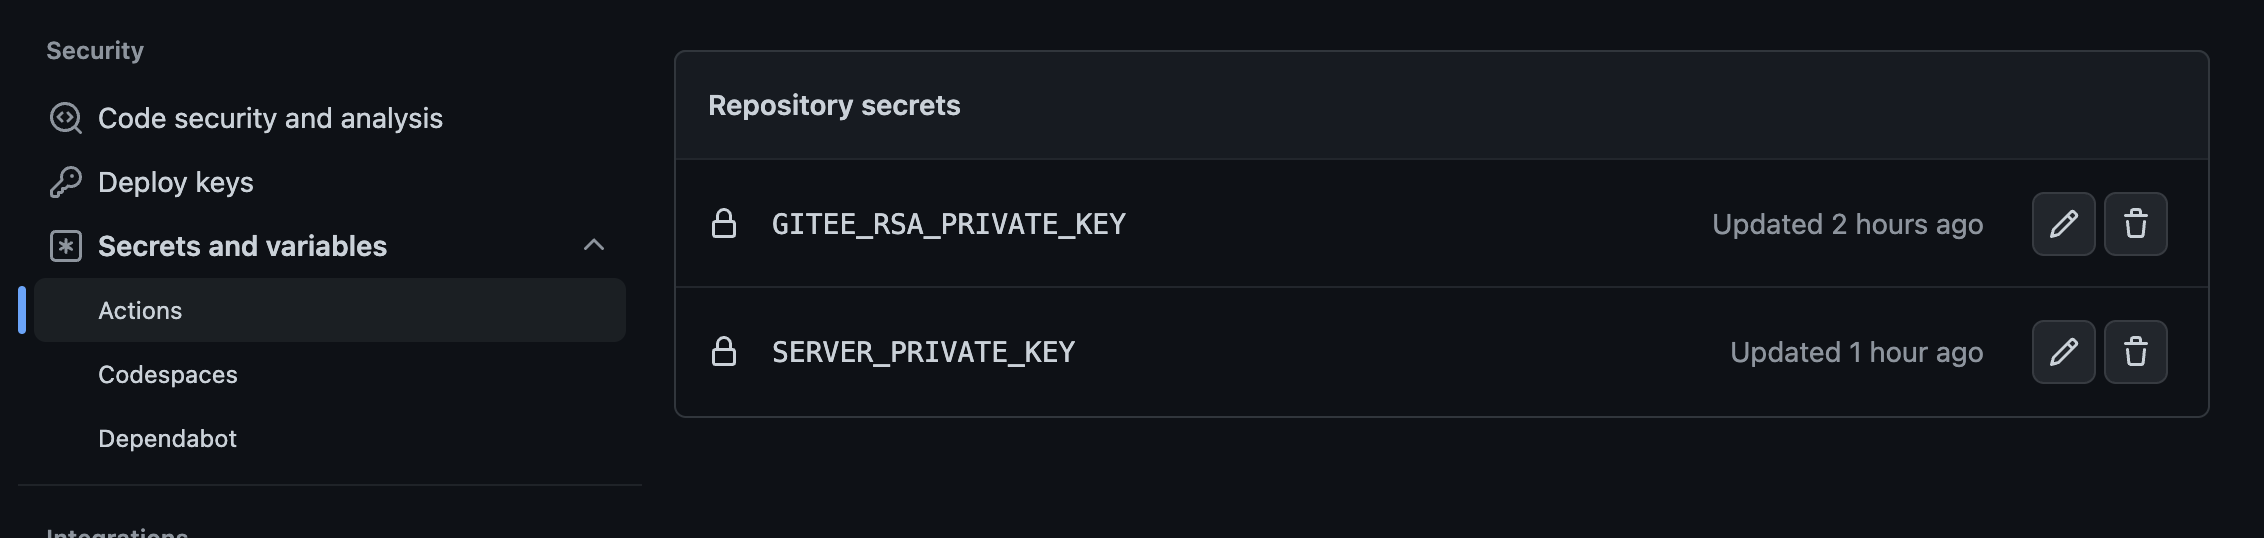 Security
Code security and analysis
Deploy keys
Secrets and variables
Actions
Codespaces
Dependabot
Integrations
Repository secrets
GITEE_RSA_PRIVATE_KEY Updated 2 hours ago
SERVER_PRIVATE_KEY Updated 1 hour ago